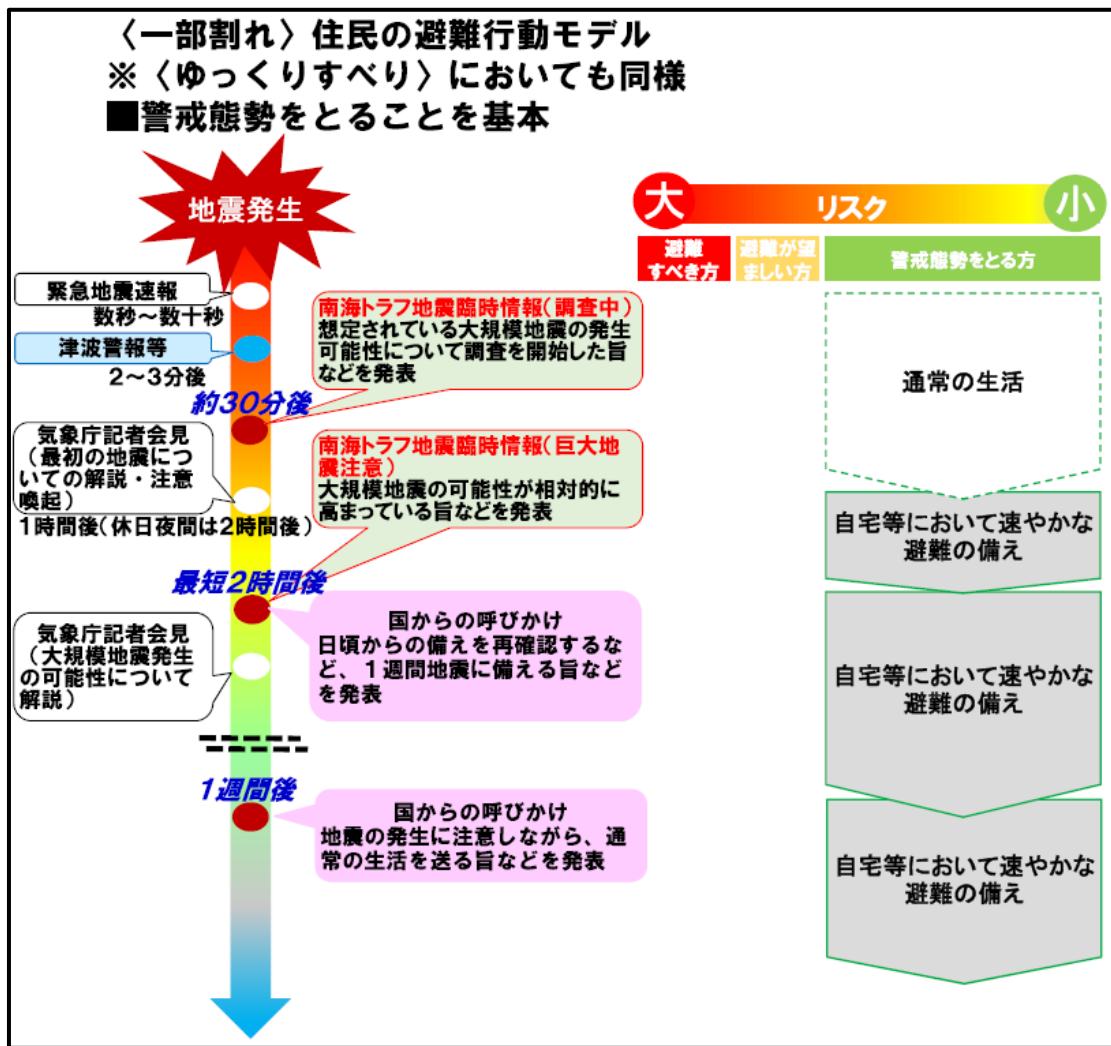 〈一部割れ〉住民の避難行動モデル
※〈ゆっくりすべり〉においても同様
■警戒態勢をとることを基本
地震発生
緊急地震速報
数秒～数十秒
津波警報等
2～3分後
約30分後
南海トラフ地震臨時情報(調査中)
想定されている大規模地震の発生
可能性について調査を開始した旨
などを発表
気象庁記者会見
(最初の地震につ
いての解説・注意
喚起)
1時間後(休日夜間は2時間後)
南海トラフ地震臨時情報(巨大地
震注意)
大規模地震の可能性が相対的に
高まっている旨などを発表
最短2時間後
気象庁記者会見
(大規模地震発生
の可能性について
解説)
国からの呼びかけ
日頃からの備えを再確認するな
ど、1週間地震に備える旨など
を発表
1週間後
国からの呼びかけ
地震の発生に注意しながら、通
常の生活を送る旨などを発表
大
リスク
小
避難
すべき方
避難が望
ましい方
警戒態勢をとる方
通常の生活
自宅等において速やかな
避難の備え
自宅等において速やかな
避難の備え
自宅等において速やかな
避難の備え